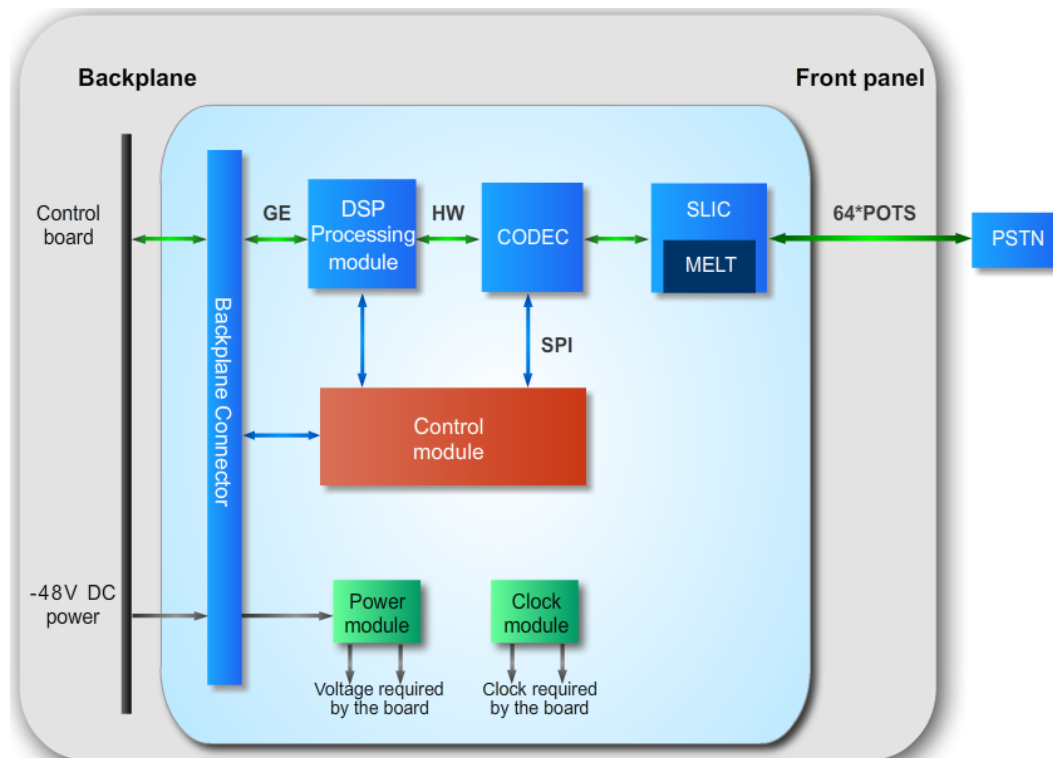 Backplane
Front panel
Control
board
GE
DSP
Processing
module
HW
CODEC
SLIC
MELT
64*POTS
PSTN
SPI
Backplane Connector
Control
module
-48V DC
power
Power
module
Clock
module
Voltage required
by the board
Clock required
by the board